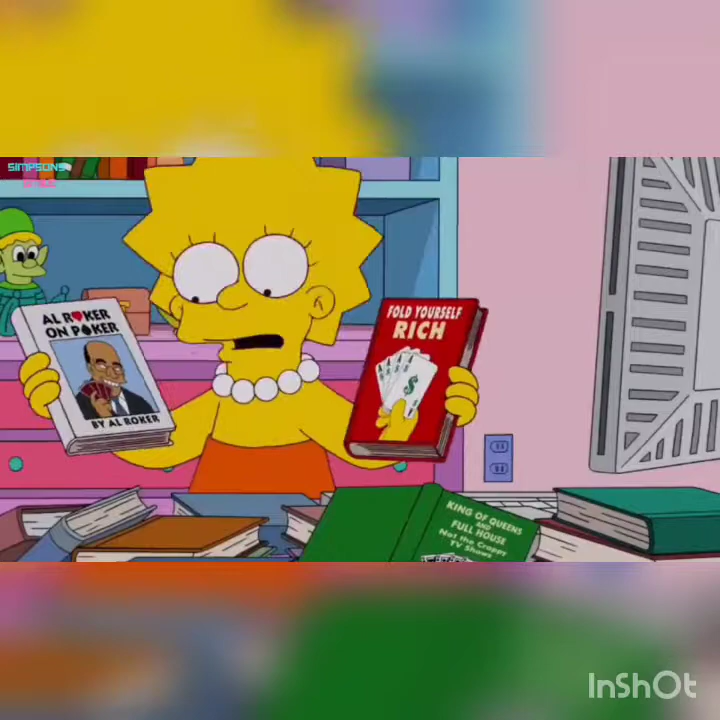 SIMPSONS
AL ROKER
ON POKER
BY AL ROKER
FOLD YOURSELF
RICH
$
KING OF QUEENS
AND
FULL HOUSE
Not the Crappy
TV Shows
InShOt